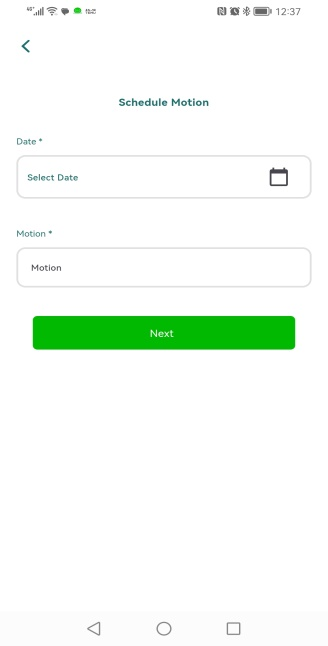 12:37
Schedule Motion
Date *
Select Date
Motion *
Motion
Next